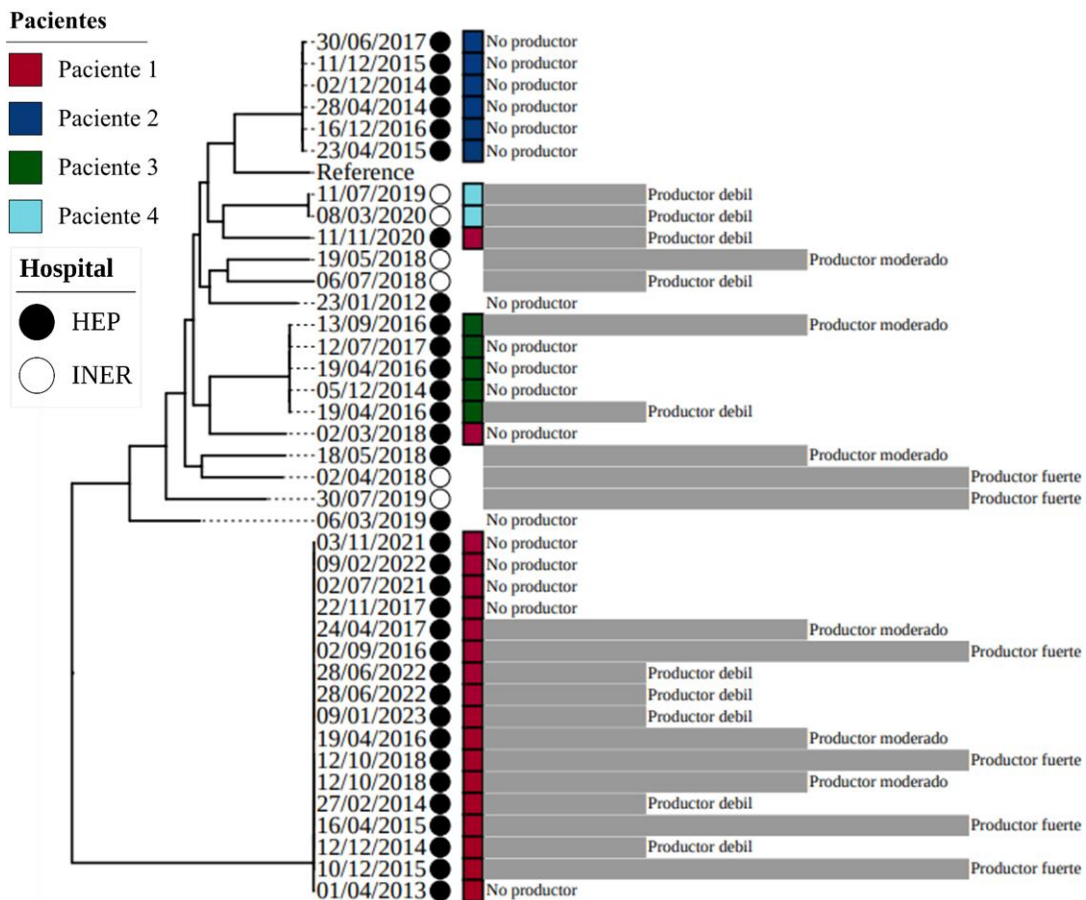 Pacientes
Paciente 1
Paciente 2
Paciente 3
Paciente 4
Hospital
HEP
INER
30/06/2017 No productor
11/12/2015 No productor
02/12/2014 No productor
28/04/2014 No productor
16/12/2016 No productor
23/04/2015 No productor
Reference
11/07/2019 Productor debil
08/03/2020 Productor debil
11/11/2020 Productor debil
19/05/2018 Productor moderado
06/07/2018 Productor debil
23/01/2012 No productor
13/09/2016 Productor moderado
12/07/2017 No productor
19/04/2016 No productor
05/12/2014 No productor
19/04/2016 Productor debil
02/03/2018 No productor
18/05/2018 Productor moderado
02/04/2018 Productor fuerte
30/07/2019 Productor fuerte
06/03/2019 No productor
03/11/2021 No productor
09/02/2022 No productor
02/07/2021 No productor
22/11/2017 No productor
24/04/2017 Productor moderado
02/09/2016 Productor fuerte
28/06/2022 Productor debil
28/06/2022 Productor debil
09/01/2023 Productor debil
19/04/2016 Productor moderado
12/10/2018 Productor fuerte
12/10/2018 Productor moderado
27/02/2014 Productor debil
16/04/2015 Productor fuerte
12/12/2014 Productor debil
10/12/2015 Productor fuerte
01/04/2013 No productor